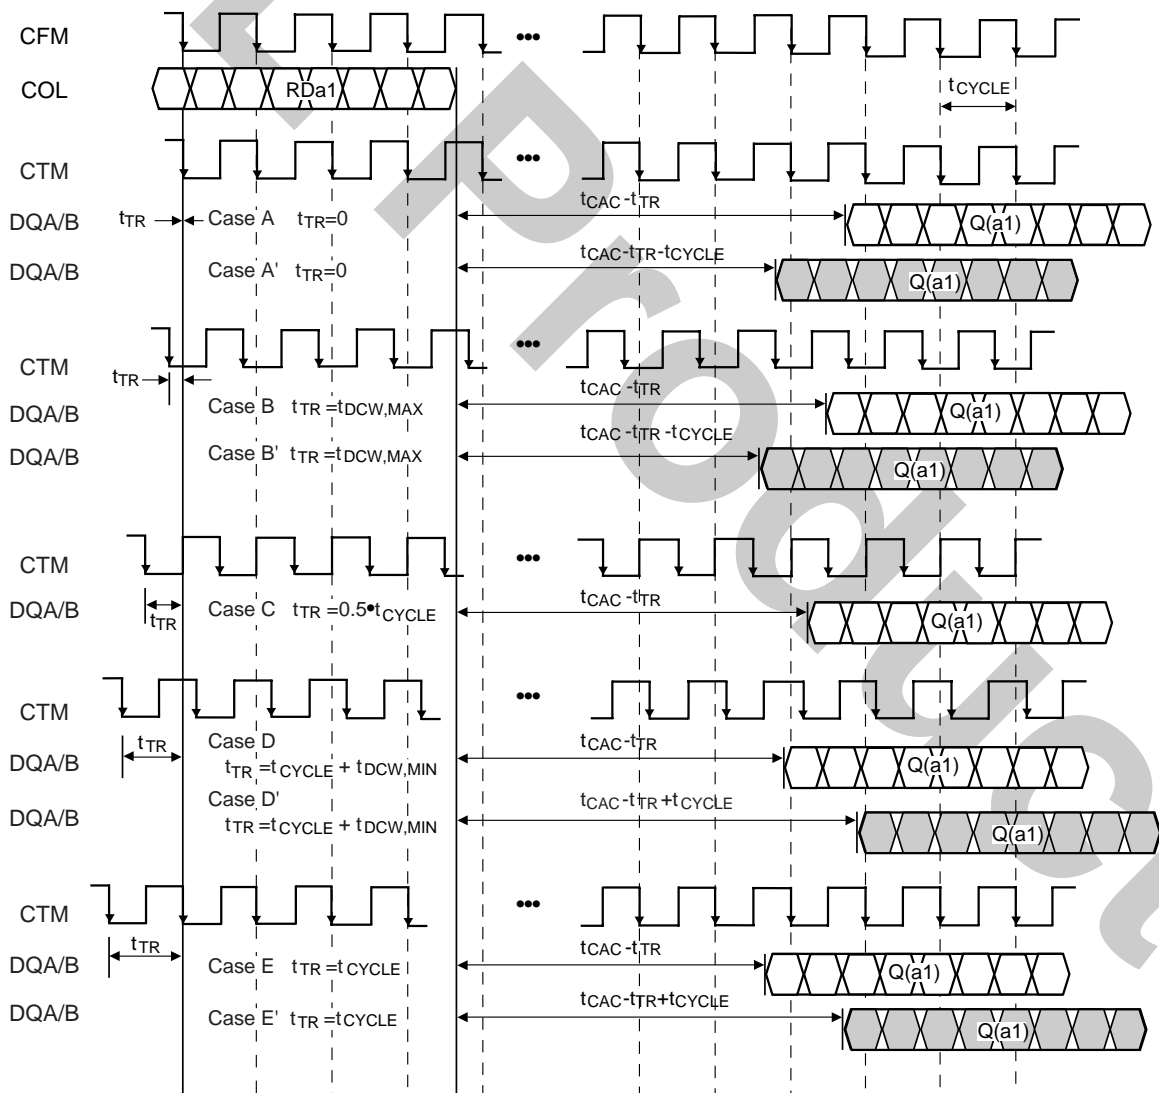 CFM
•••
COL
RDa1
tCYCLE
CTM
•••
tCAC-tTR
DQA/B
tTR
Case A tTR=0
Q(a1)
tCAC-tTR-tCYCLE
DQA/B
Case A' tTR=0
Q(a1)
CTM
•••
tTR
tCAC -tTR
DQA/B
Case B tTR =tDCW,MAX
Q(a1)
tCAC-tTR -tCYCLE
DQA/B
Case B' tTR =tDCW,MAX
Q(a1)
CTM
•••
tCAC -tTR
DQA/B
tTR
Case C tTR =0.5•tCYCLE
Q(a1)
CTM
•••
Case D
tTR
tCAC-tTR
DQA/B
tTR =tCYCLE + tDCW,MIN
Q(a1)
Case D'
tCAC-tTR+tCYCLE
DQA/B
tTR=tCYCLE + tDCW,MIN
Q(a1)
CTM
•••
tTR
tCAC-tTR
DQA/B
Case E tTR =tCYCLE
Q(a1)
tCAC-tTR+tCYCLE
DQA/B
Case E' tTR =tCYCLE
Q(a1)
Product